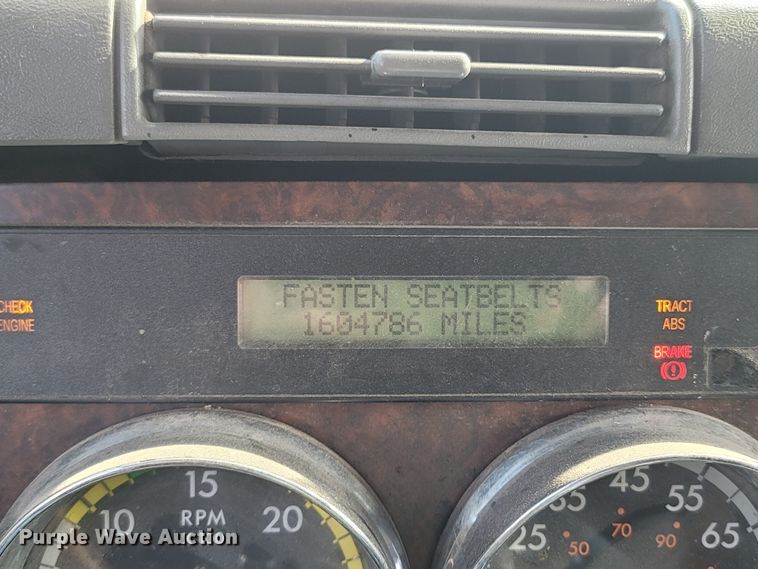 FASTEN SEATBELTS
1604786 MILES
CHECK
ENGINE
TRACT
ABS
BRAKE
10 15 20
RPM
25 35 45 55 65
50 70 90
Purple Wave Auction